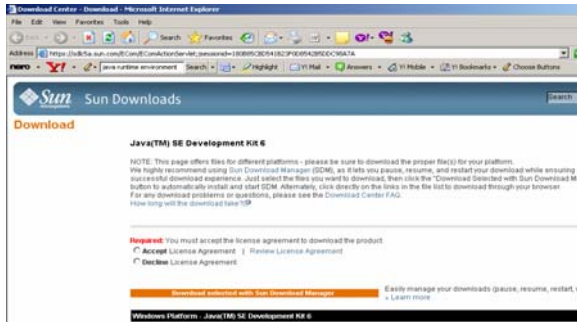 Download Center - Download - Microsoft Internet Explorer
File Edit View Favorites Tools Help
Back Search Favorites
Address https://sdlc5a.sun.com/ECom/EComActionServlet;jsessionid=
nero Y! java runtime environment Search Highlight Y! Mail Answers Y! Mobile Y! Bookmarks Choose Buttons
Sun Sun Downloads Search
Download
Java(TM) SE Development Kit 6
NOTE: This page offers files for different platforms - please be sure to download the proper file(s) for your platform.
We highly recommend using Sun Download Manager (SDM), as it lets you pause, resume, and restart your download while ensuring
successful download experience. Just select the files you want to download, then click the "Download Selected with Sun Download M
button to automatically install and start SDM. Alternately, click directly on the links in the file list to download through your browser.
For any download problems or questions, please see the Download Center FAQ.
How long will the download take?
Required: You must accept the license agreement to download the product.
Accept License Agreement | Review License Agreement
Decline License Agreement
Download selected with Sun Download Manager
Easily manage your downloads (pause, resume, restart,
» Learn more
Windows Platform - Java(TM) SE Development Kit 6